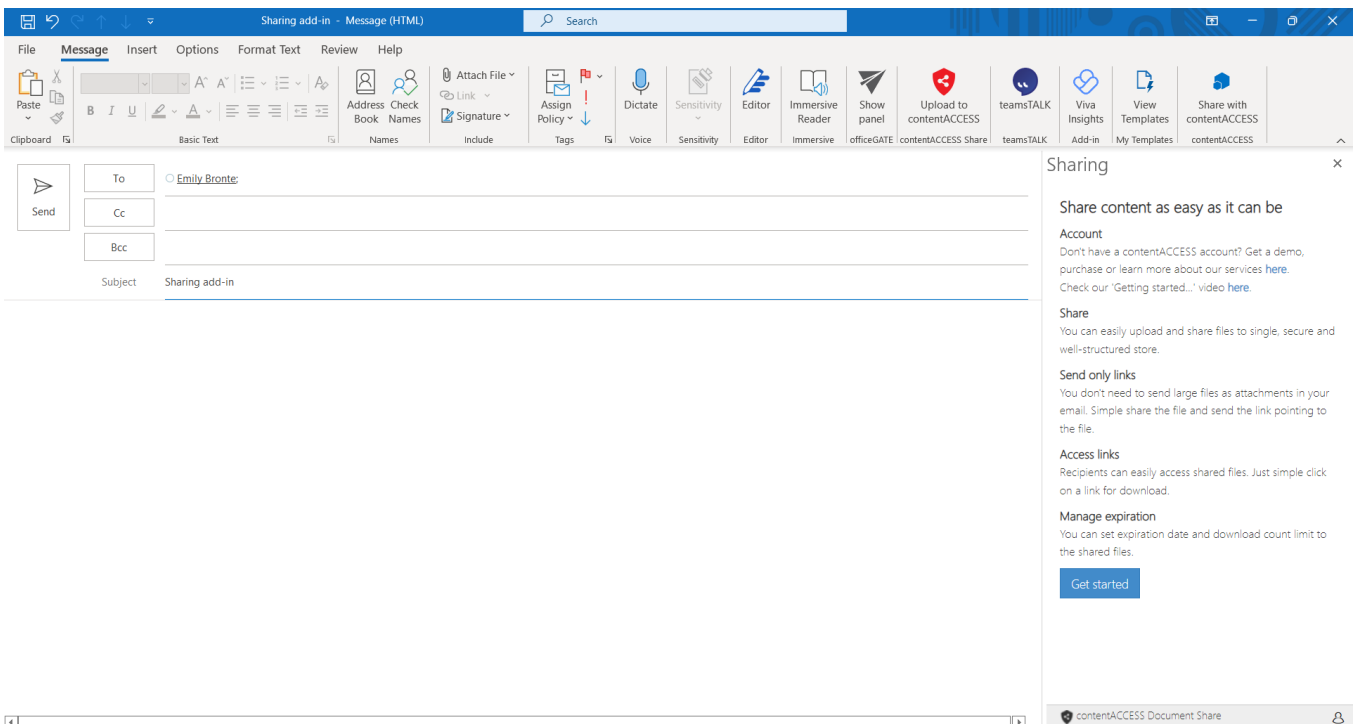 Sharing add-in - Message (HTML)
Search
File Message Insert Options Format Text Review Help
Paste
Clipboard
B I U
Basic Text
Address Book
Check Names
Names
Attach File
Link
Signature
Include
Assign Policy
Tags
Dictate
Voice
Sensitivity
Sensitivity
Editor
Editor
Immersive Reader
Immersive
Show panel
officeGATE
Upload to contentACCESS
contentACCESS Share
teamsTALK
teamsTALK
Viva Insights
Add-in
View Templates
My Templates
Share with contentACCESS
contentACCESS
Send
To
Emily Bronte;
Cc
Bcc
Subject
Sharing add-in
Sharing
Share content as easy as it can be
Account
Don't have a contentACCESS account? Get a demo,
purchase or learn more about our services here.
Check our 'Getting started...' video here.
Share
You can easily upload and share files to single, secure and
well-structured store.
Send only links
You don't need to send large files as attachments in your
email. Simple share the file and send the link pointing to
the file.
Access links
Recipients can easily access shared files. Just simple click
on a link for download.
Manage expiration
You can set expiration date and download count limit to
the shared files.
Get started
contentACCESS Document Share